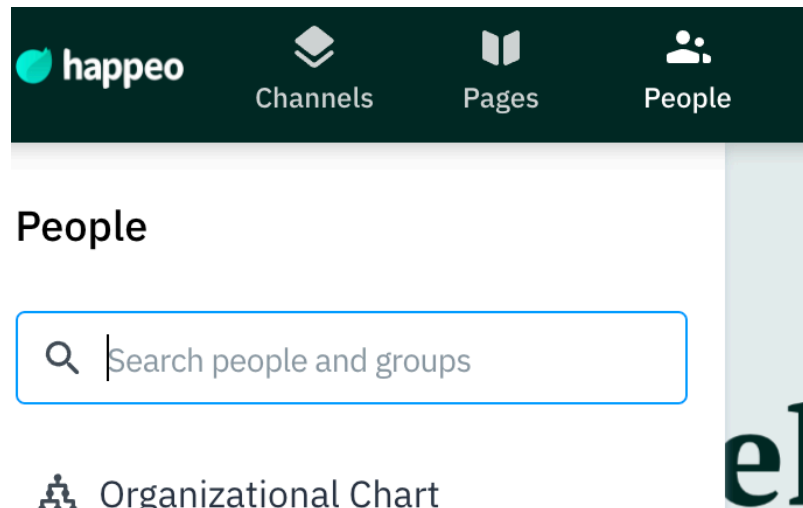 happeo
Channels
Pages
People
People
Search people and groups
Organizational Chart